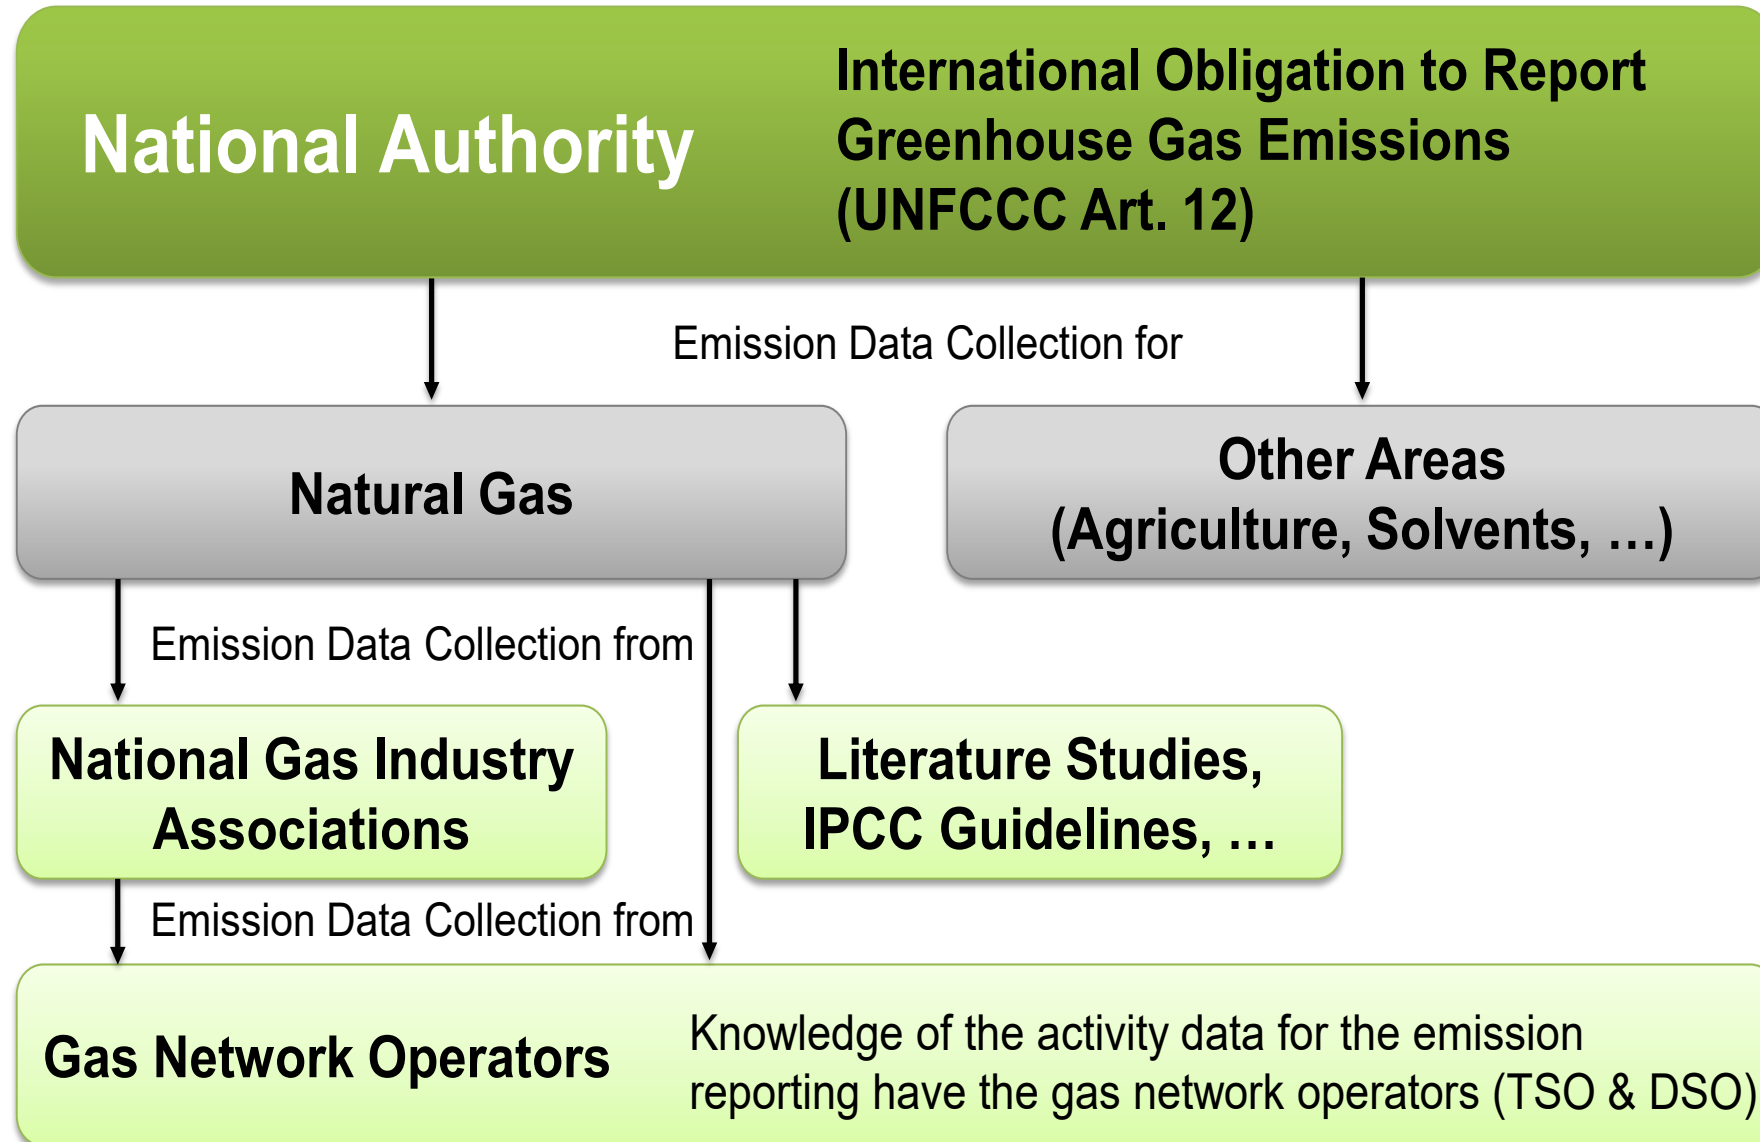 National Authority
International Obligation to Report
Greenhouse Gas Emissions
(UNFCCC Art. 12)
Emission Data Collection for
Natural Gas
Other Areas
(Agriculture, Solvents, …)
Emission Data Collection from
National Gas Industry
Associations
Literature Studies,
IPCC Guidelines, …
Emission Data Collection from
Gas Network Operators
Knowledge of the activity data for the emission
reporting have the gas network operators (TSO & DSO)